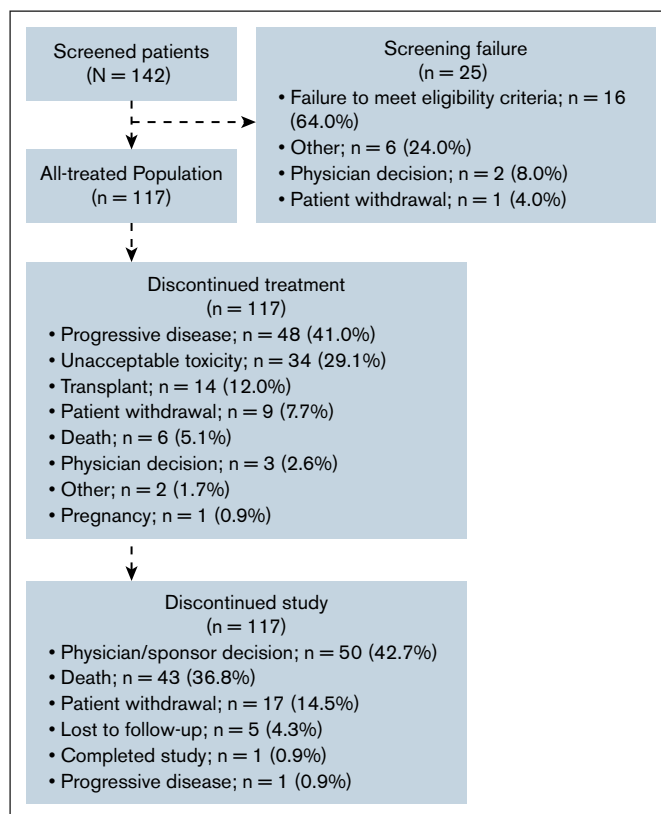 Screened patients
(N = 142)
Screening failure
(n = 25)
• Failure to meet eligibility criteria; n = 16
(64.0%)
• Other; n = 6 (24.0%)
• Physician decision; n = 2 (8.0%)
• Patient withdrawal; n = 1 (4.0%)
All-treated Population
(n = 117)
Discontinued treatment
(n = 117)
• Progressive disease; n = 48 (41.0%)
• Unacceptable toxicity; n = 34 (29.1%)
• Transplant; n = 14 (12.0%)
• Patient withdrawal; n = 9 (7.7%)
• Death; n = 6 (5.1%)
• Physician decision; n = 3 (2.6%)
• Other; n = 2 (1.7%)
• Pregnancy; n = 1 (0.9%)
Discontinued study
(n = 117)
• Physician/sponsor decision; n = 50 (42.7%)
• Death; n = 43 (36.8%)
• Patient withdrawal; n = 17 (14.5%)
• Lost to follow-up; n = 5 (4.3%)
• Completed study; n = 1 (0.9%)
• Progressive disease; n = 1 (0.9%)